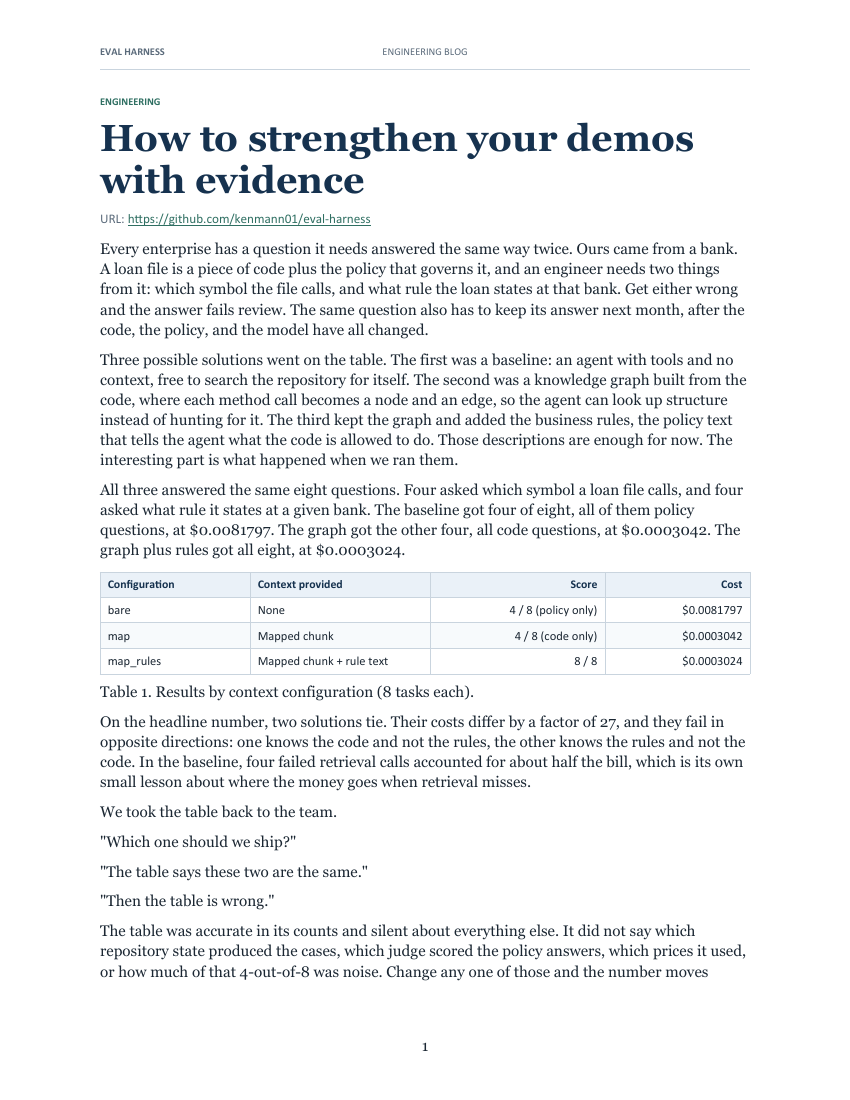 EVAL HARNESS
ENGINEERING BLOG
ENGINEERING
How to strengthen your demos
with evidence
URL: https://github.com/kenmann01/eval-harness
Every enterprise has a question it needs answered the same way twice. Ours came from a bank.
A loan file is a piece of code plus the policy that governs it, and an engineer needs two things
from it: which symbol the file calls, and what rule the loan states at that bank. Get either wrong
and the answer fails review. The same question also has to keep its answer next month, after the
code, the policy, and the model have all changed.
Three possible solutions went on the table. The first was a baseline: an agent with tools and no
context, free to search the repository for itself. The second was a knowledge graph built from the
code, where each method call becomes a node and an edge, so the agent can look up structure
instead of hunting for it. The third kept the graph and added the business rules, the policy text
that tells the agent what the code is allowed to do. Those descriptions are enough for now. The
interesting part is what happened when we ran them.
All three answered the same eight questions. Four asked which symbol a loan file calls, and four
asked what rule it states at a given bank. The baseline got four of eight, all of them policy
questions, at $0.0081797. The graph got the other four, all code questions, at $0.0003042. The
graph plus rules got all eight, at $0.0003024.
Configuration Context provided Score Cost
bare None 4 / 8 (policy only) $0.0081797
map Mapped chunk 4 / 8 (code only) $0.0003042
map_rules Mapped chunk + rule text 8 / 8 $0.0003024
Table 1. Results by context configuration (8 tasks each).
On the headline number, two solutions tie. Their costs differ by a factor of 27, and they fail in
opposite directions: one knows the code and not the rules, the other knows the rules and not the
code. In the baseline, four failed retrieval calls accounted for about half the bill, which is its own
small lesson about where the money goes when retrieval misses.
We took the table back to the team.
"Which one should we ship?"
"The table says these two are the same."
"Then the table is wrong."
The table was accurate in its counts and silent about everything else. It did not say which
repository state produced the cases, which judge scored the policy answers, which prices it used,
or how much of that 4-out-of-8 was noise. Change any one of those and the number moves
1